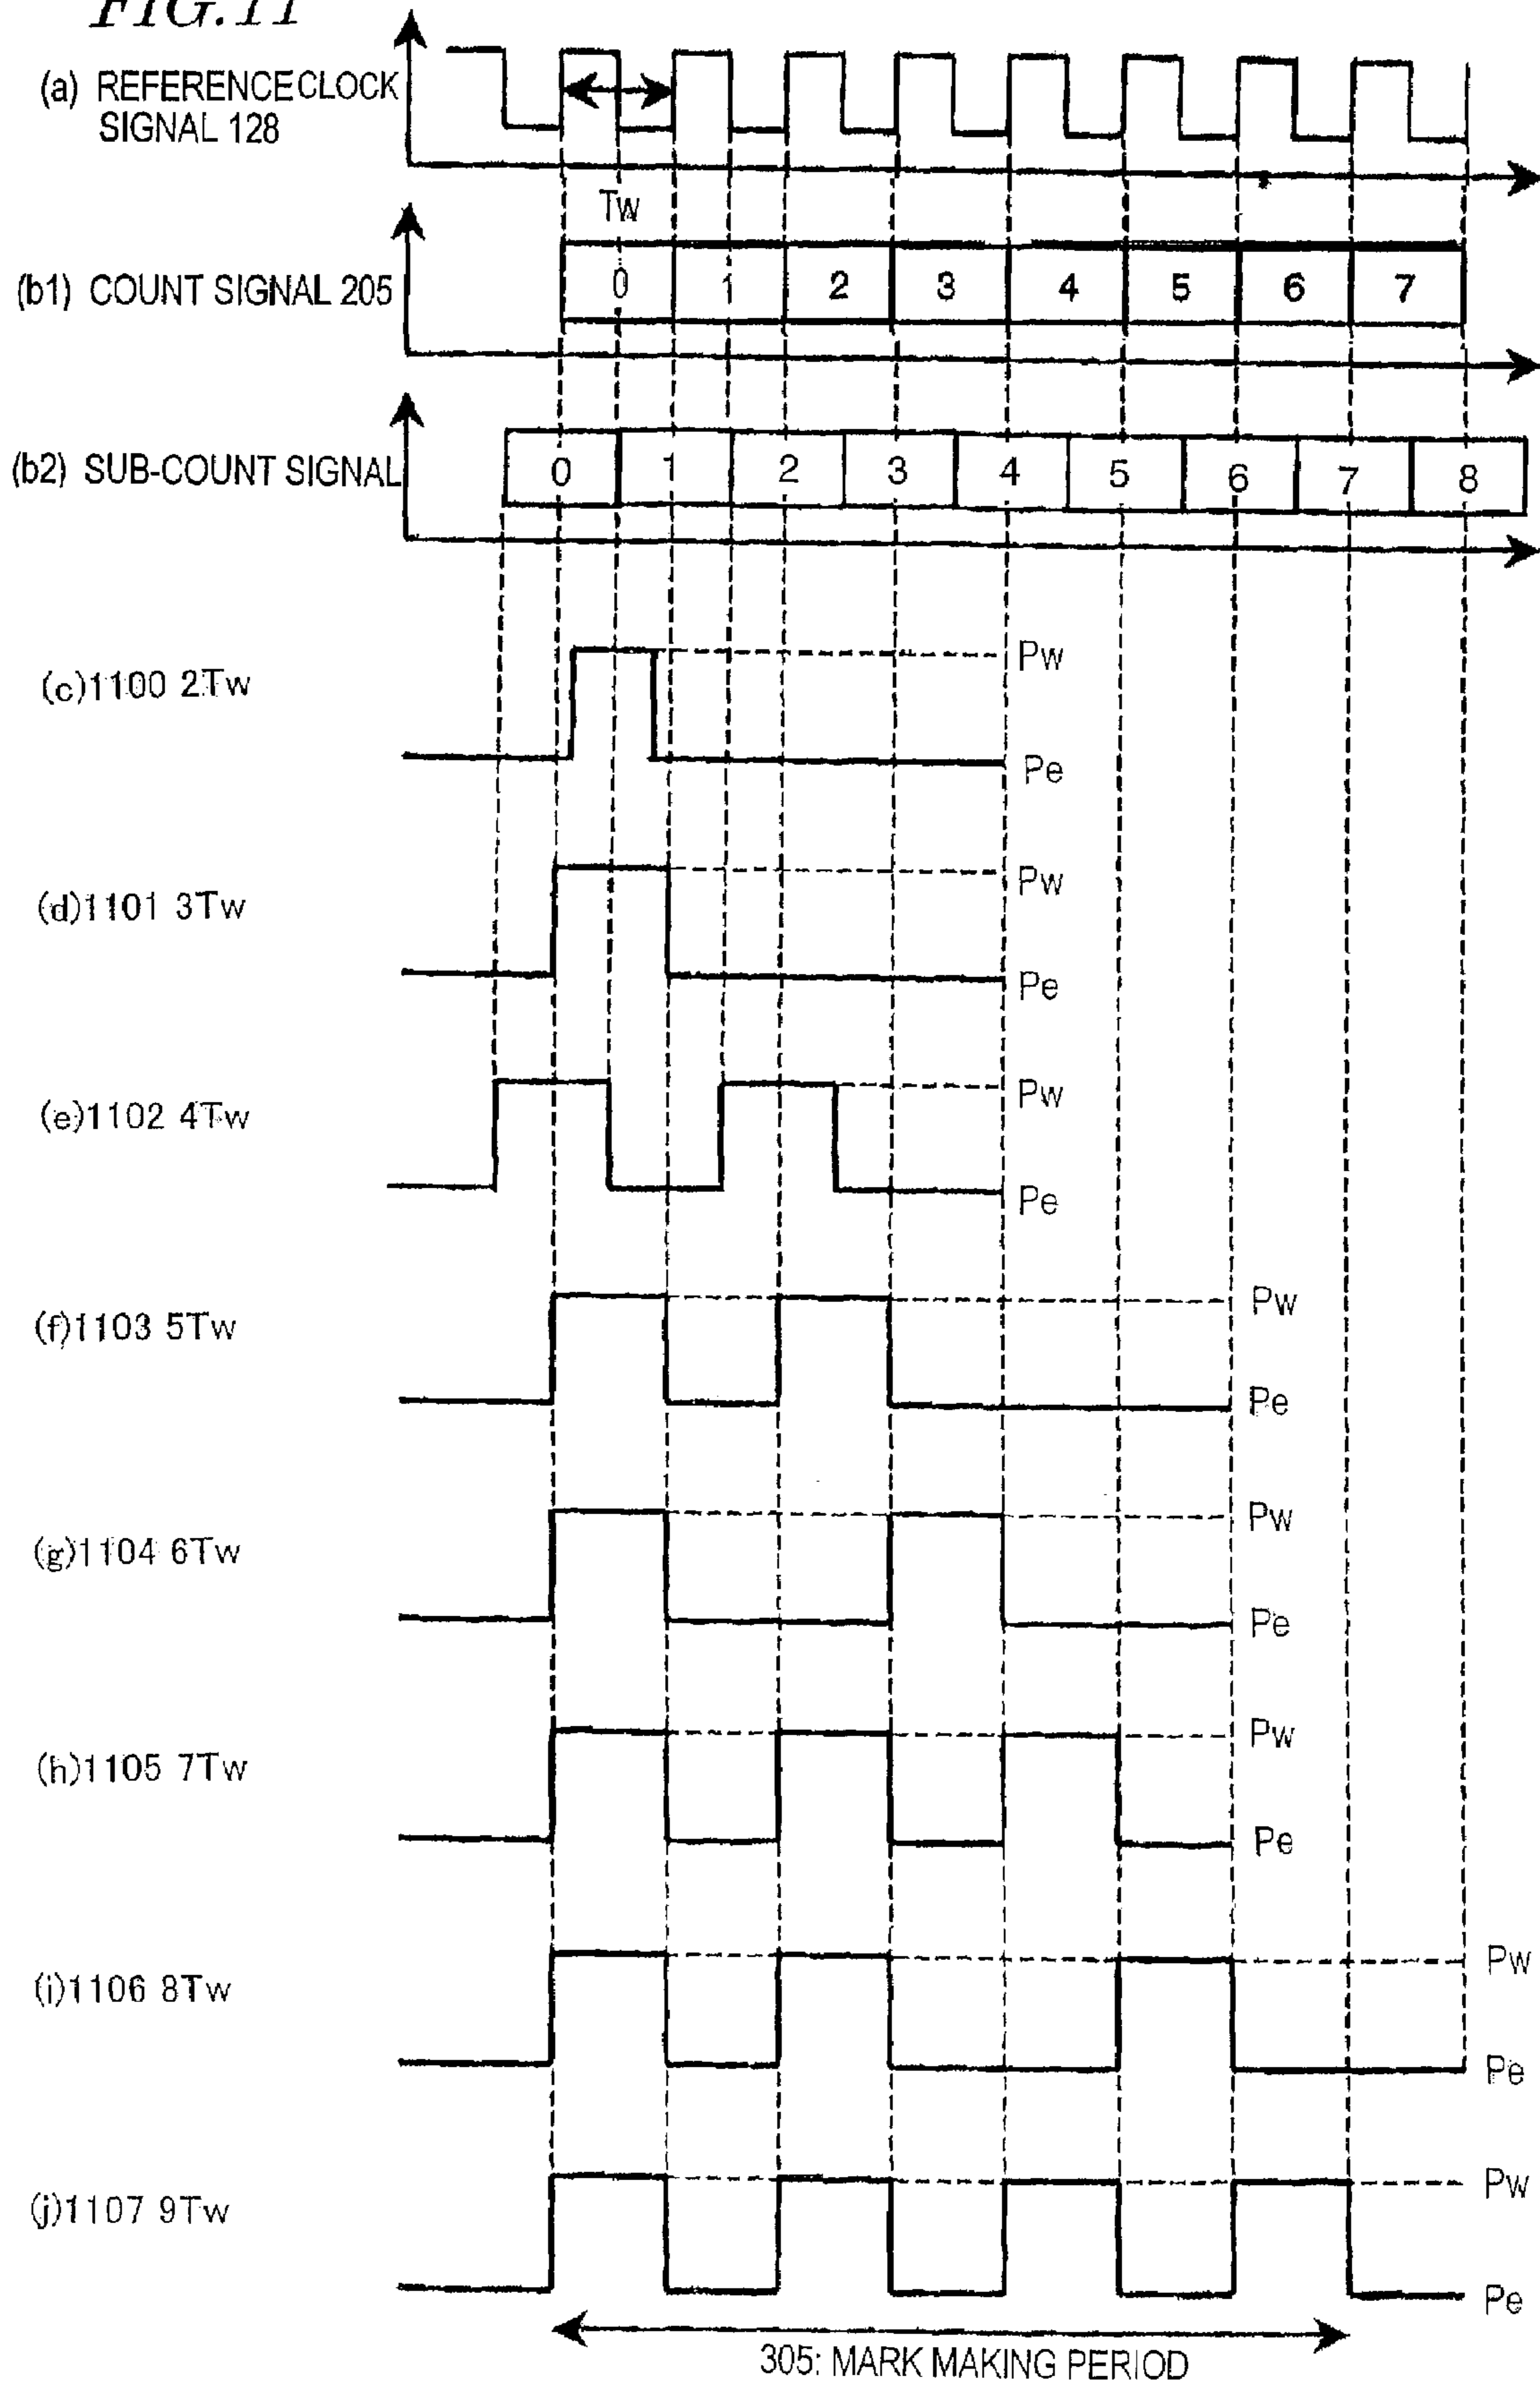 FIG.11
(a) REFERENCE CLOCK
SIGNAL 128
Tw
(b1) COUNT SIGNAL 205
0 1 2 3 4 5 6 7
(b2) SUB-COUNT SIGNAL
0 1 2 3 4 5 6 7 8
(c)1100 2Tw
Pw
Pe
(d)1101 3Tw
Pw
Pe
(e)1102 4Tw
Pw
Pe
(f)1103 5Tw
Pw
Pe
(g)1104 6Tw
Pw
Pe
(h)1105 7Tw
Pw
Pe
(i)1106 8Tw
Pw
Pe
(j)1107 9Tw
Pw
Pe
305: MARK MAKING PERIOD